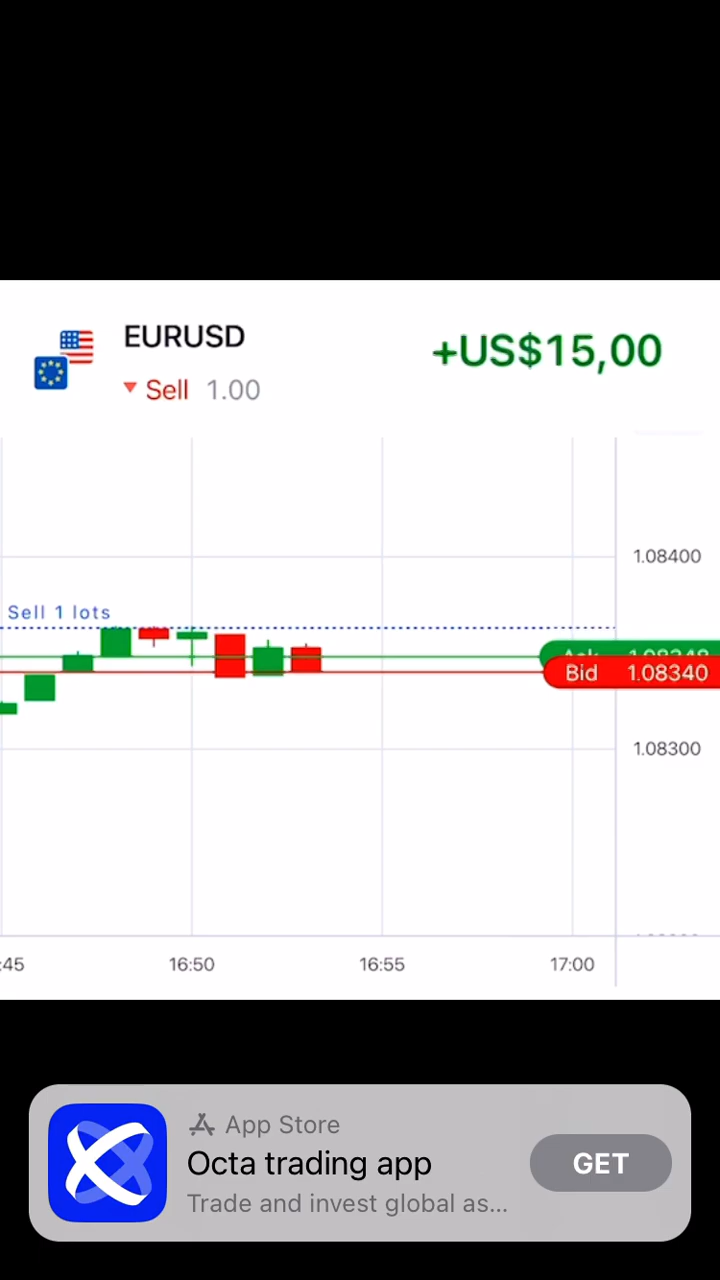 EURUSD
+US$15,00
Sell 1.00
1.08400
Sell 1 lots
Bid 1.08340
1.08300
:45 16:50 16:55 17:00
App Store
Octa trading app
GET
Trade and invest global as...